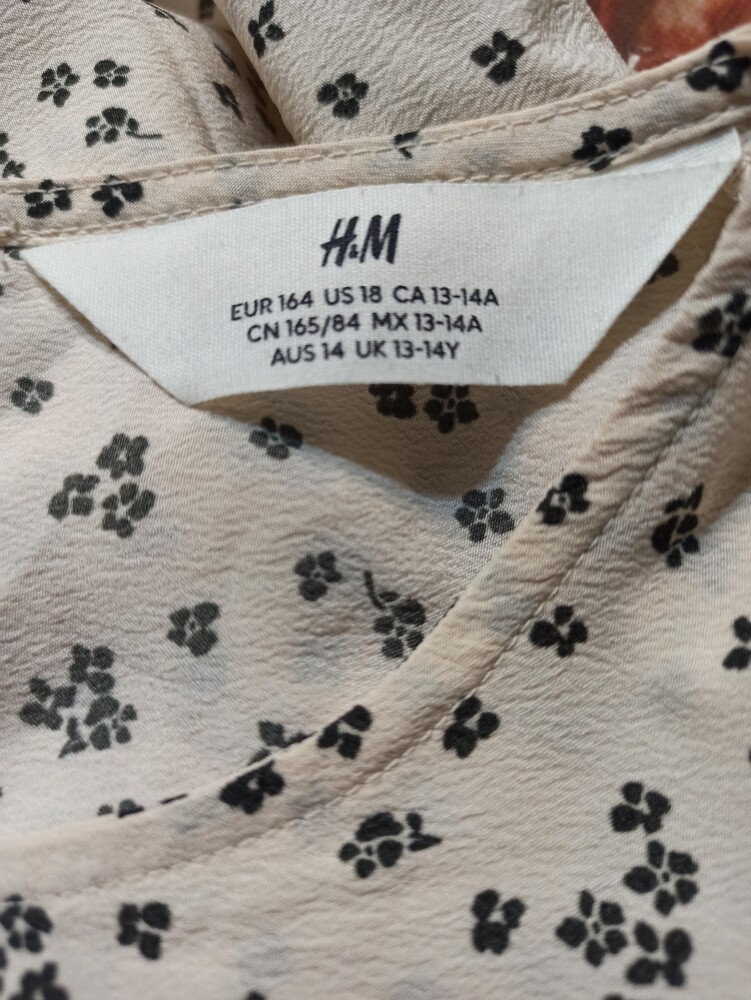 H&M
EUR 164 US 18 CA 13-14A
CN 165/84 MX 13-14A
AUS 14 UK 13-14Y